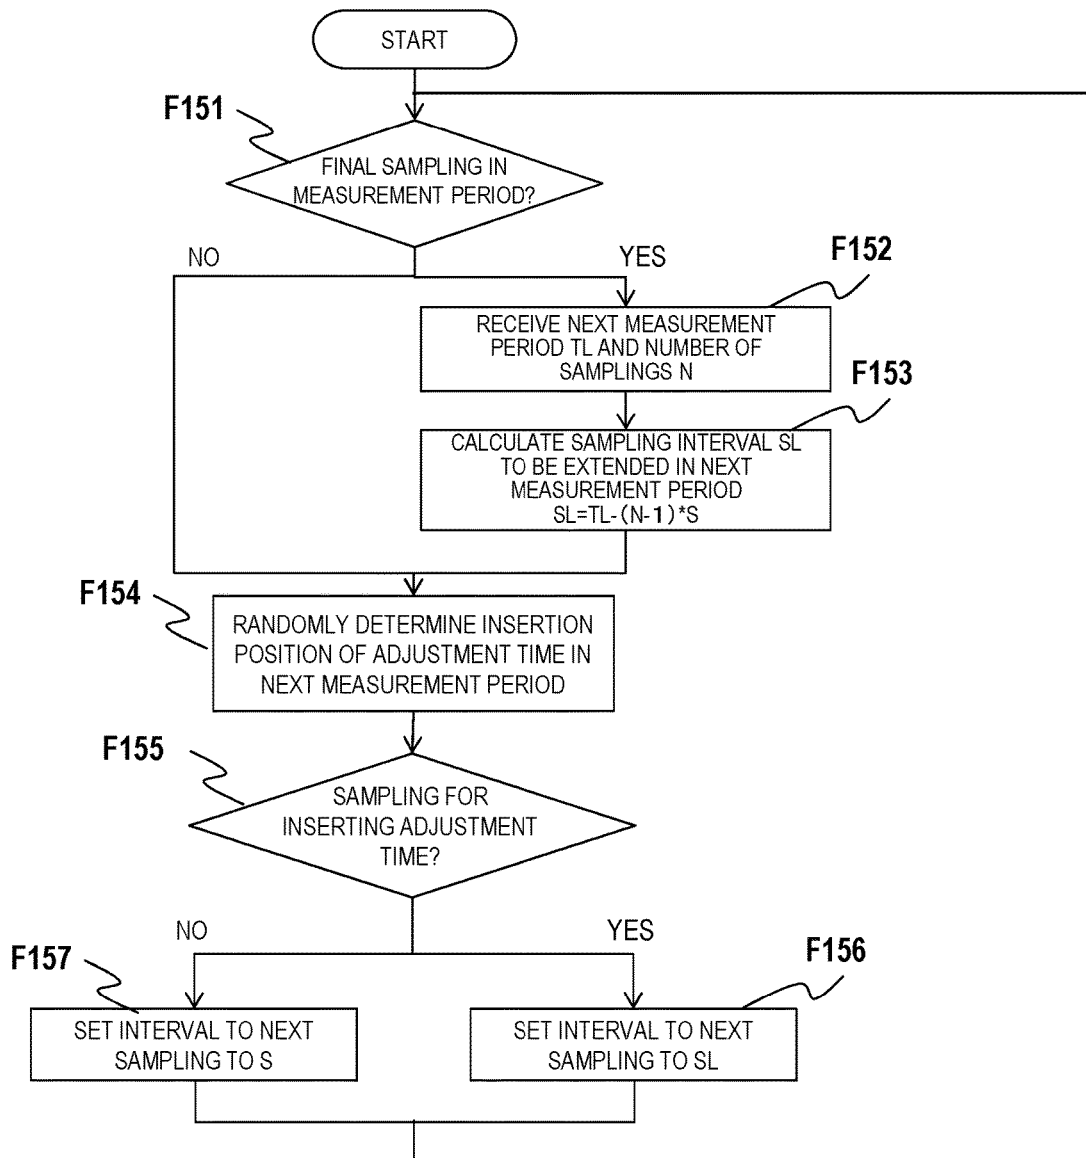 START
F151
FINAL SAMPLING IN
MEASUREMENT PERIOD?
NO
YES
F152
RECEIVE NEXT MEASUREMENT
PERIOD TL AND NUMBER OF
SAMPLINGS N
F153
CALCULATE SAMPLING INTERVAL SL
TO BE EXTENDED IN NEXT
MEASUREMENT PERIOD
SL=TL-(N-1)*S
F154
RANDOMLY DETERMINE INSERTION
POSITION OF ADJUSTMENT TIME IN
NEXT MEASUREMENT PERIOD
F155
SAMPLING FOR
INSERTING ADJUSTMENT
TIME?
NO
YES
F157
F156
SET INTERVAL TO NEXT
SAMPLING TO S
SET INTERVAL TO NEXT
SAMPLING TO SL